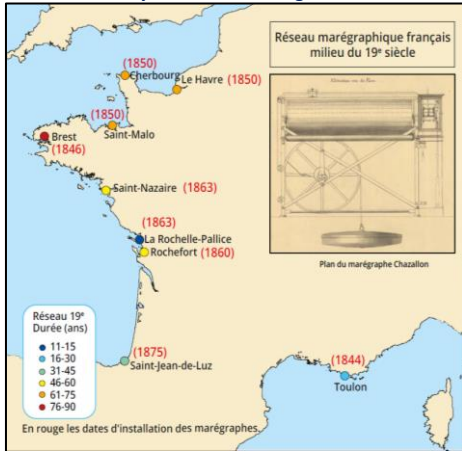 Réseau marégraphique français
milieu du 19e siècle
(1850)
Cherbourg
Le Havre (1850)
(1850)
Saint-Malo
Brest
(1846)
Saint-Nazaire (1863)
(1863)
La Rochelle-Pallice
Rochefort (1860)
Plan du marégraphe Chazallon
Réseau 19e
Durée (ans)
11-15
16-30
31-45
46-60
61-75
76-90
(1875)
Saint-Jean-de-Luz
(1844)
Toulon
En rouge les dates d'installation des marégraphes.